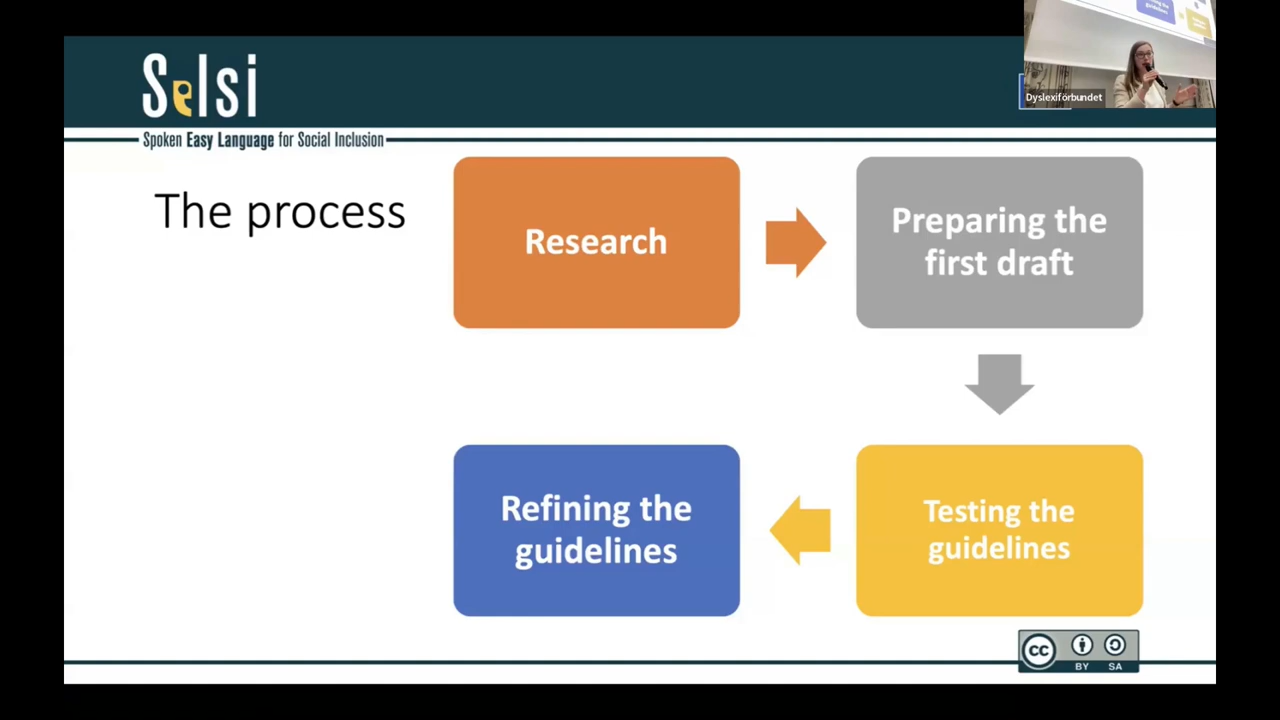 Selsi
Spoken Easy Language for Social Inclusion
Dyslexiförbundet
The process
Research
Preparing the
first draft
Refining the
guidelines
Testing the
guidelines
CC
BY SA